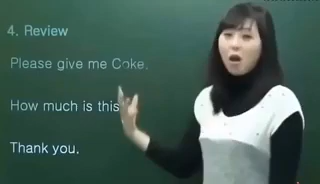 4. Review
Please give me Coke.
How much is this
Thank you.